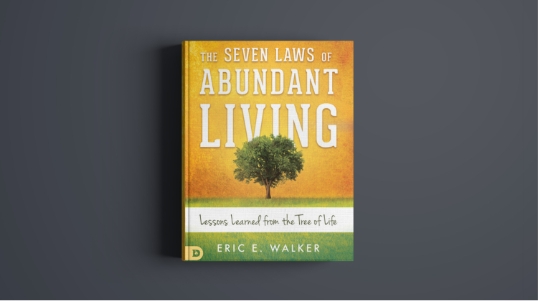 THE SEVEN LAWS OF
ABUNDANT
LIVING
Lessons Learned from the Tree of Life
ERIC E. WALKER
D